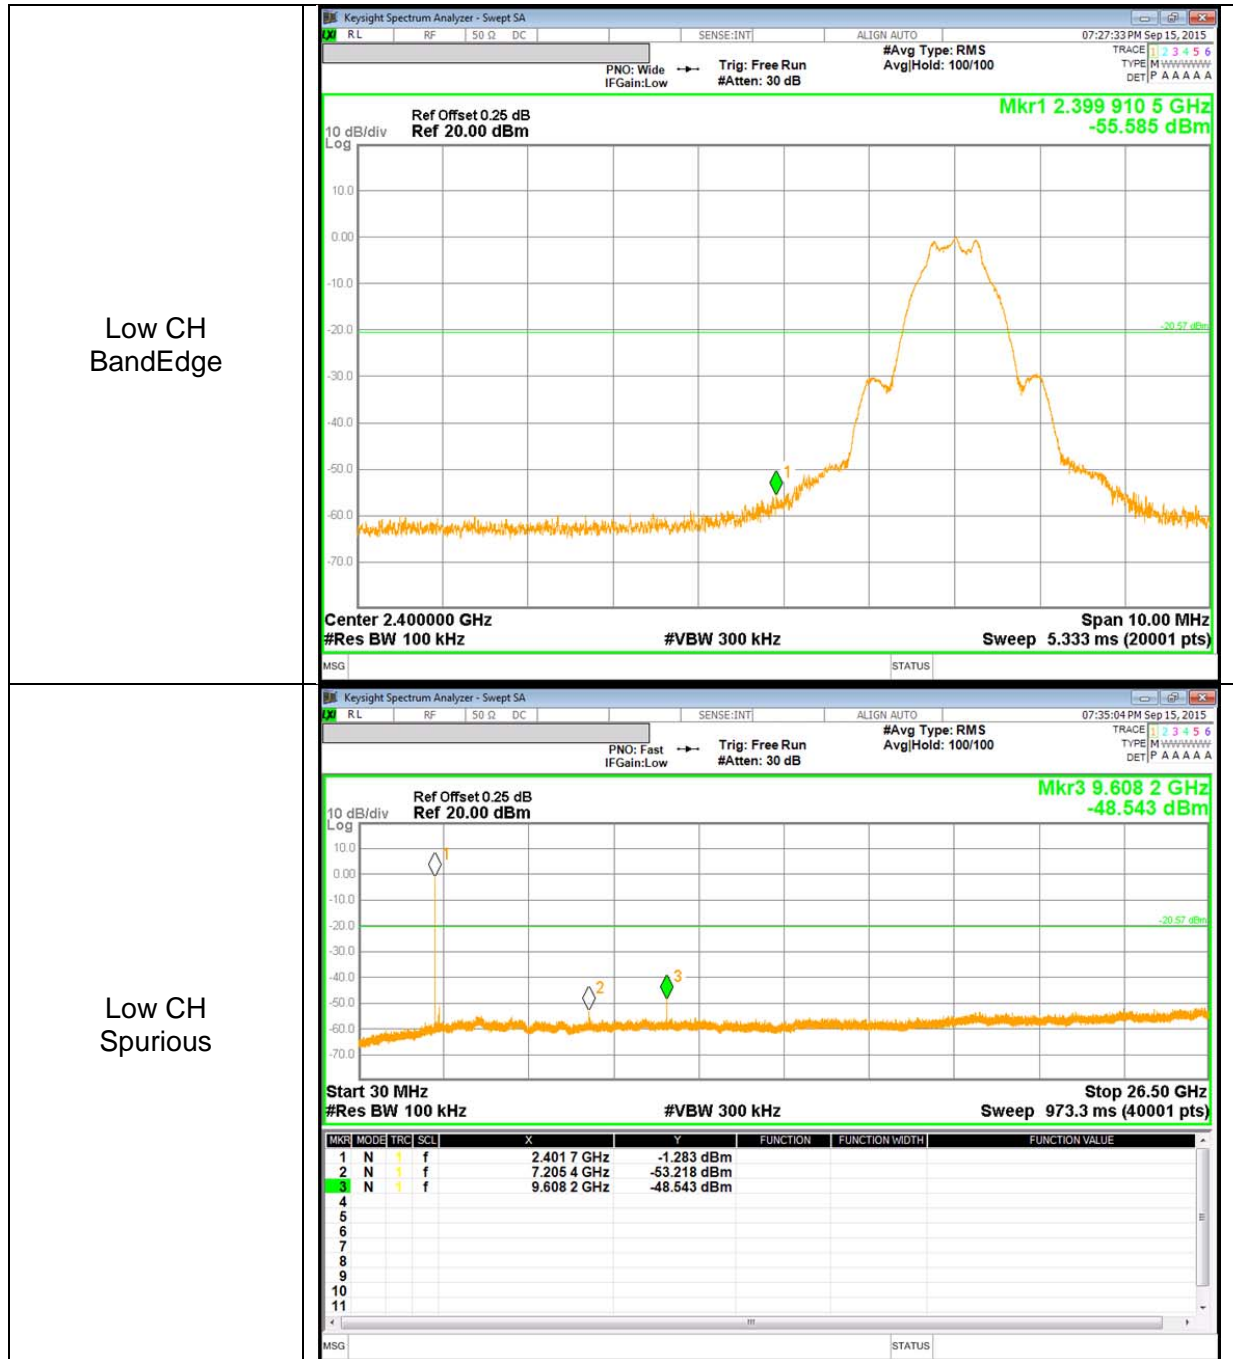 Low CH
BandEdge
Keysight Spectrum Analyzer - Swept SA
LXI RL RF 50 Ω DC SENSE:INT ALIGN AUTO 07:27:33 PM Sep 15, 2015
#Avg Type: RMS TRACE 1 2 3 4 5 6
PNO: Wide Trig: Free Run Avg|Hold: 100/100 TYPE M WWWWW
IFGain:Low #Atten: 30 dB DET P A A A A A
Mkr1 2.399 910 5 GHz
Ref Offset 0.25 dB
10 dB/div Ref 20.00 dBm -55.585 dBm
Log
10.0
0.00
-10.0
-20.0 -20.57 dBm
-30.0
-40.0
-50.0 1
-60.0
-70.0
Center 2.400000 GHz Span 10.00 MHz
#Res BW 100 kHz #VBW 300 kHz Sweep 5.333 ms (20001 pts)
MSG STATUS
Low CH
Spurious
Keysight Spectrum Analyzer - Swept SA
LXI RL RF 50 Ω DC SENSE:INT ALIGN AUTO 07:35:04 PM Sep 15, 2015
#Avg Type: RMS TRACE 1 2 3 4 5 6
PNO: Fast Trig: Free Run Avg|Hold: 100/100 TYPE M WWWWW
IFGain:Low #Atten: 30 dB DET P A A A A A
Mkr3 9.608 2 GHz
Ref Offset 0.25 dB
10 dB/div Ref 20.00 dBm -48.543 dBm
Log
10.0 1
0.00
-10.0
-20.0 -20.57 dBm
-30.0
-40.0 2 3
-50.0
-60.0
-70.0
Start 30 MHz Stop 26.50 GHz
#Res BW 100 kHz #VBW 300 kHz Sweep 973.3 ms (40001 pts)
MKR MODE TRC SCL X Y FUNCTION FUNCTION WIDTH FUNCTION VALUE
1 N 1 f 2.401 7 GHz -1.283 dBm
2 N 1 f 7.205 4 GHz -53.218 dBm
3 N 1 f 9.608 2 GHz -48.543 dBm
4
5
6
7
8
9
10
11
MSG STATUS